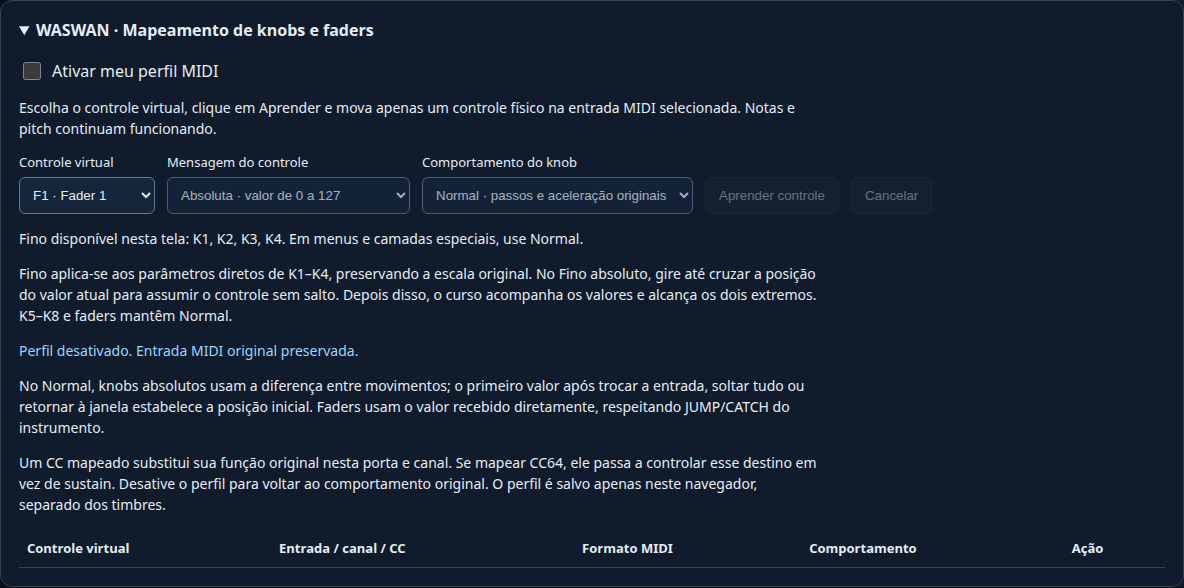 ▼ WASWAN · Mapeamento de knobs e faders
Ativar meu perfil MIDI
Escolha o controle virtual, clique em Aprender e mova apenas um controle físico na entrada MIDI selecionada. Notas e
pitch continuam funcionando.
Controle virtual Mensagem do controle Comportamento do knob
F1 · Fader 1 Absoluta · valor de 0 a 127 Normal · passos e aceleração originais Aprender controle Cancelar
Fino disponível nesta tela: K1, K2, K3, K4. Em menus e camadas especiais, use Normal.
Fino aplica-se aos parâmetros diretos de K1–K4, preservando a escala original. No Fino absoluto, gire até cruzar a posição
do valor atual para assumir o controle sem salto. Depois disso, o curso acompanha os valores e alcança os dois extremos.
K5–K8 e faders mantêm Normal.
Perfil desativado. Entrada MIDI original preservada.
No Normal, knobs absolutos usam a diferença entre movimentos; o primeiro valor após trocar a entrada, soltar tudo ou
retornar à janela estabelece a posição inicial. Faders usam o valor recebido diretamente, respeitando JUMP/CATCH do
instrumento.
Um CC mapeado substitui sua função original nesta porta e canal. Se mapear CC64, ele passa a controlar esse destino em
vez de sustain. Desative o perfil para voltar ao comportamento original. O perfil é salvo apenas neste navegador,
separado dos timbres.
Controle virtual Entrada / canal / CC Formato MIDI Comportamento Ação